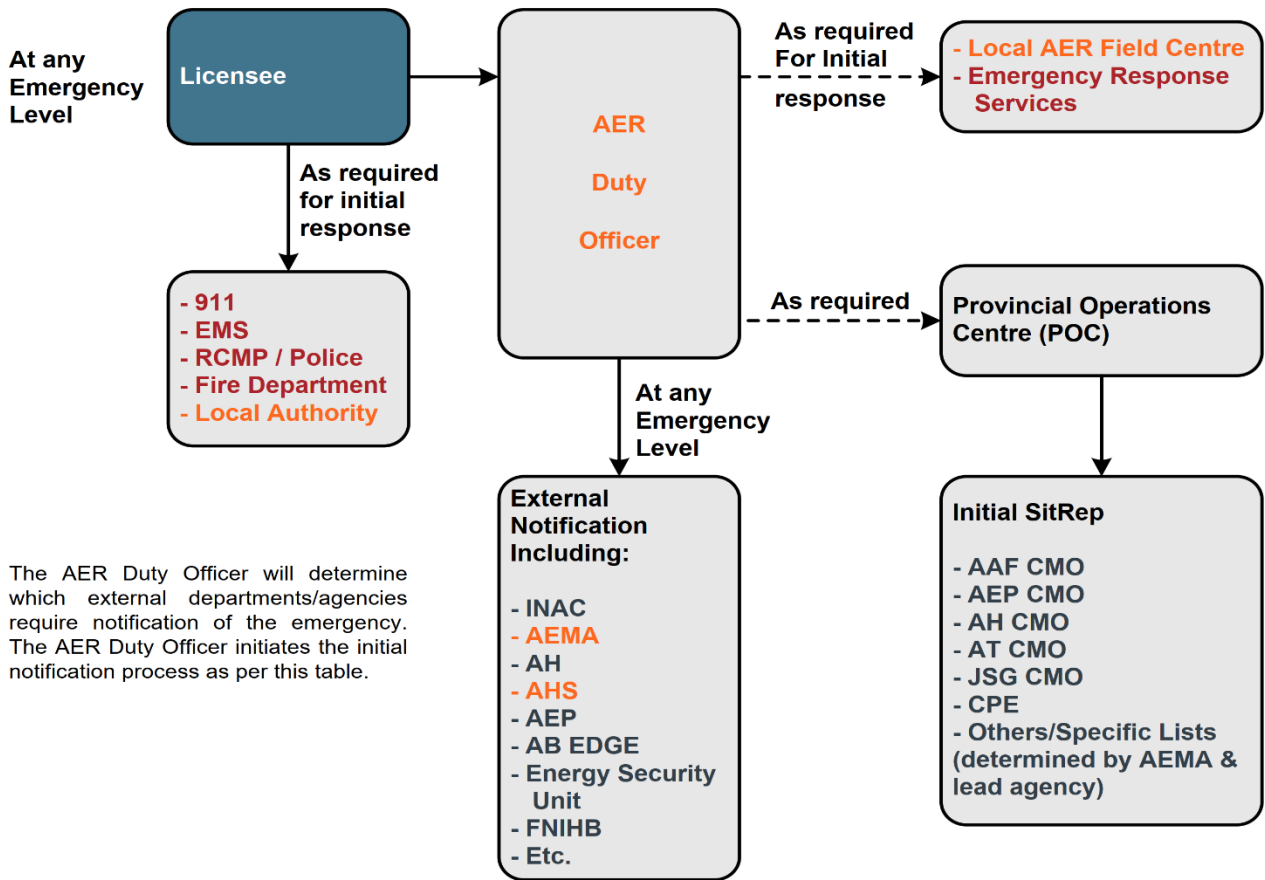 At any
Emergency
Level
Licensee
As required
for initial
response
- 911
- EMS
- RCMP / Police
- Fire Department
- Local Authority
AER
Duty
Officer
As required
For Initial
response
- Local AER Field Centre
- Emergency Response
Services
As required
Provincial Operations
Centre (POC)
At any
Emergency
Level
External
Notification
Including:
- INAC
- AEMA
- AH
- AHS
- AEP
- AB EDGE
- Energy Security
Unit
- FNIHB
- Etc.
Initial SitRep
- AAF CMO
- AEP CMO
- AH CMO
- AT CMO
- JSG CMO
- CPE
- Others/Specific Lists
(determined by AEMA &
lead agency)
The AER Duty Officer will determine
which external departments/agencies
require notification of the emergency.
The AER Duty Officer initiates the initial
notification process as per this table.